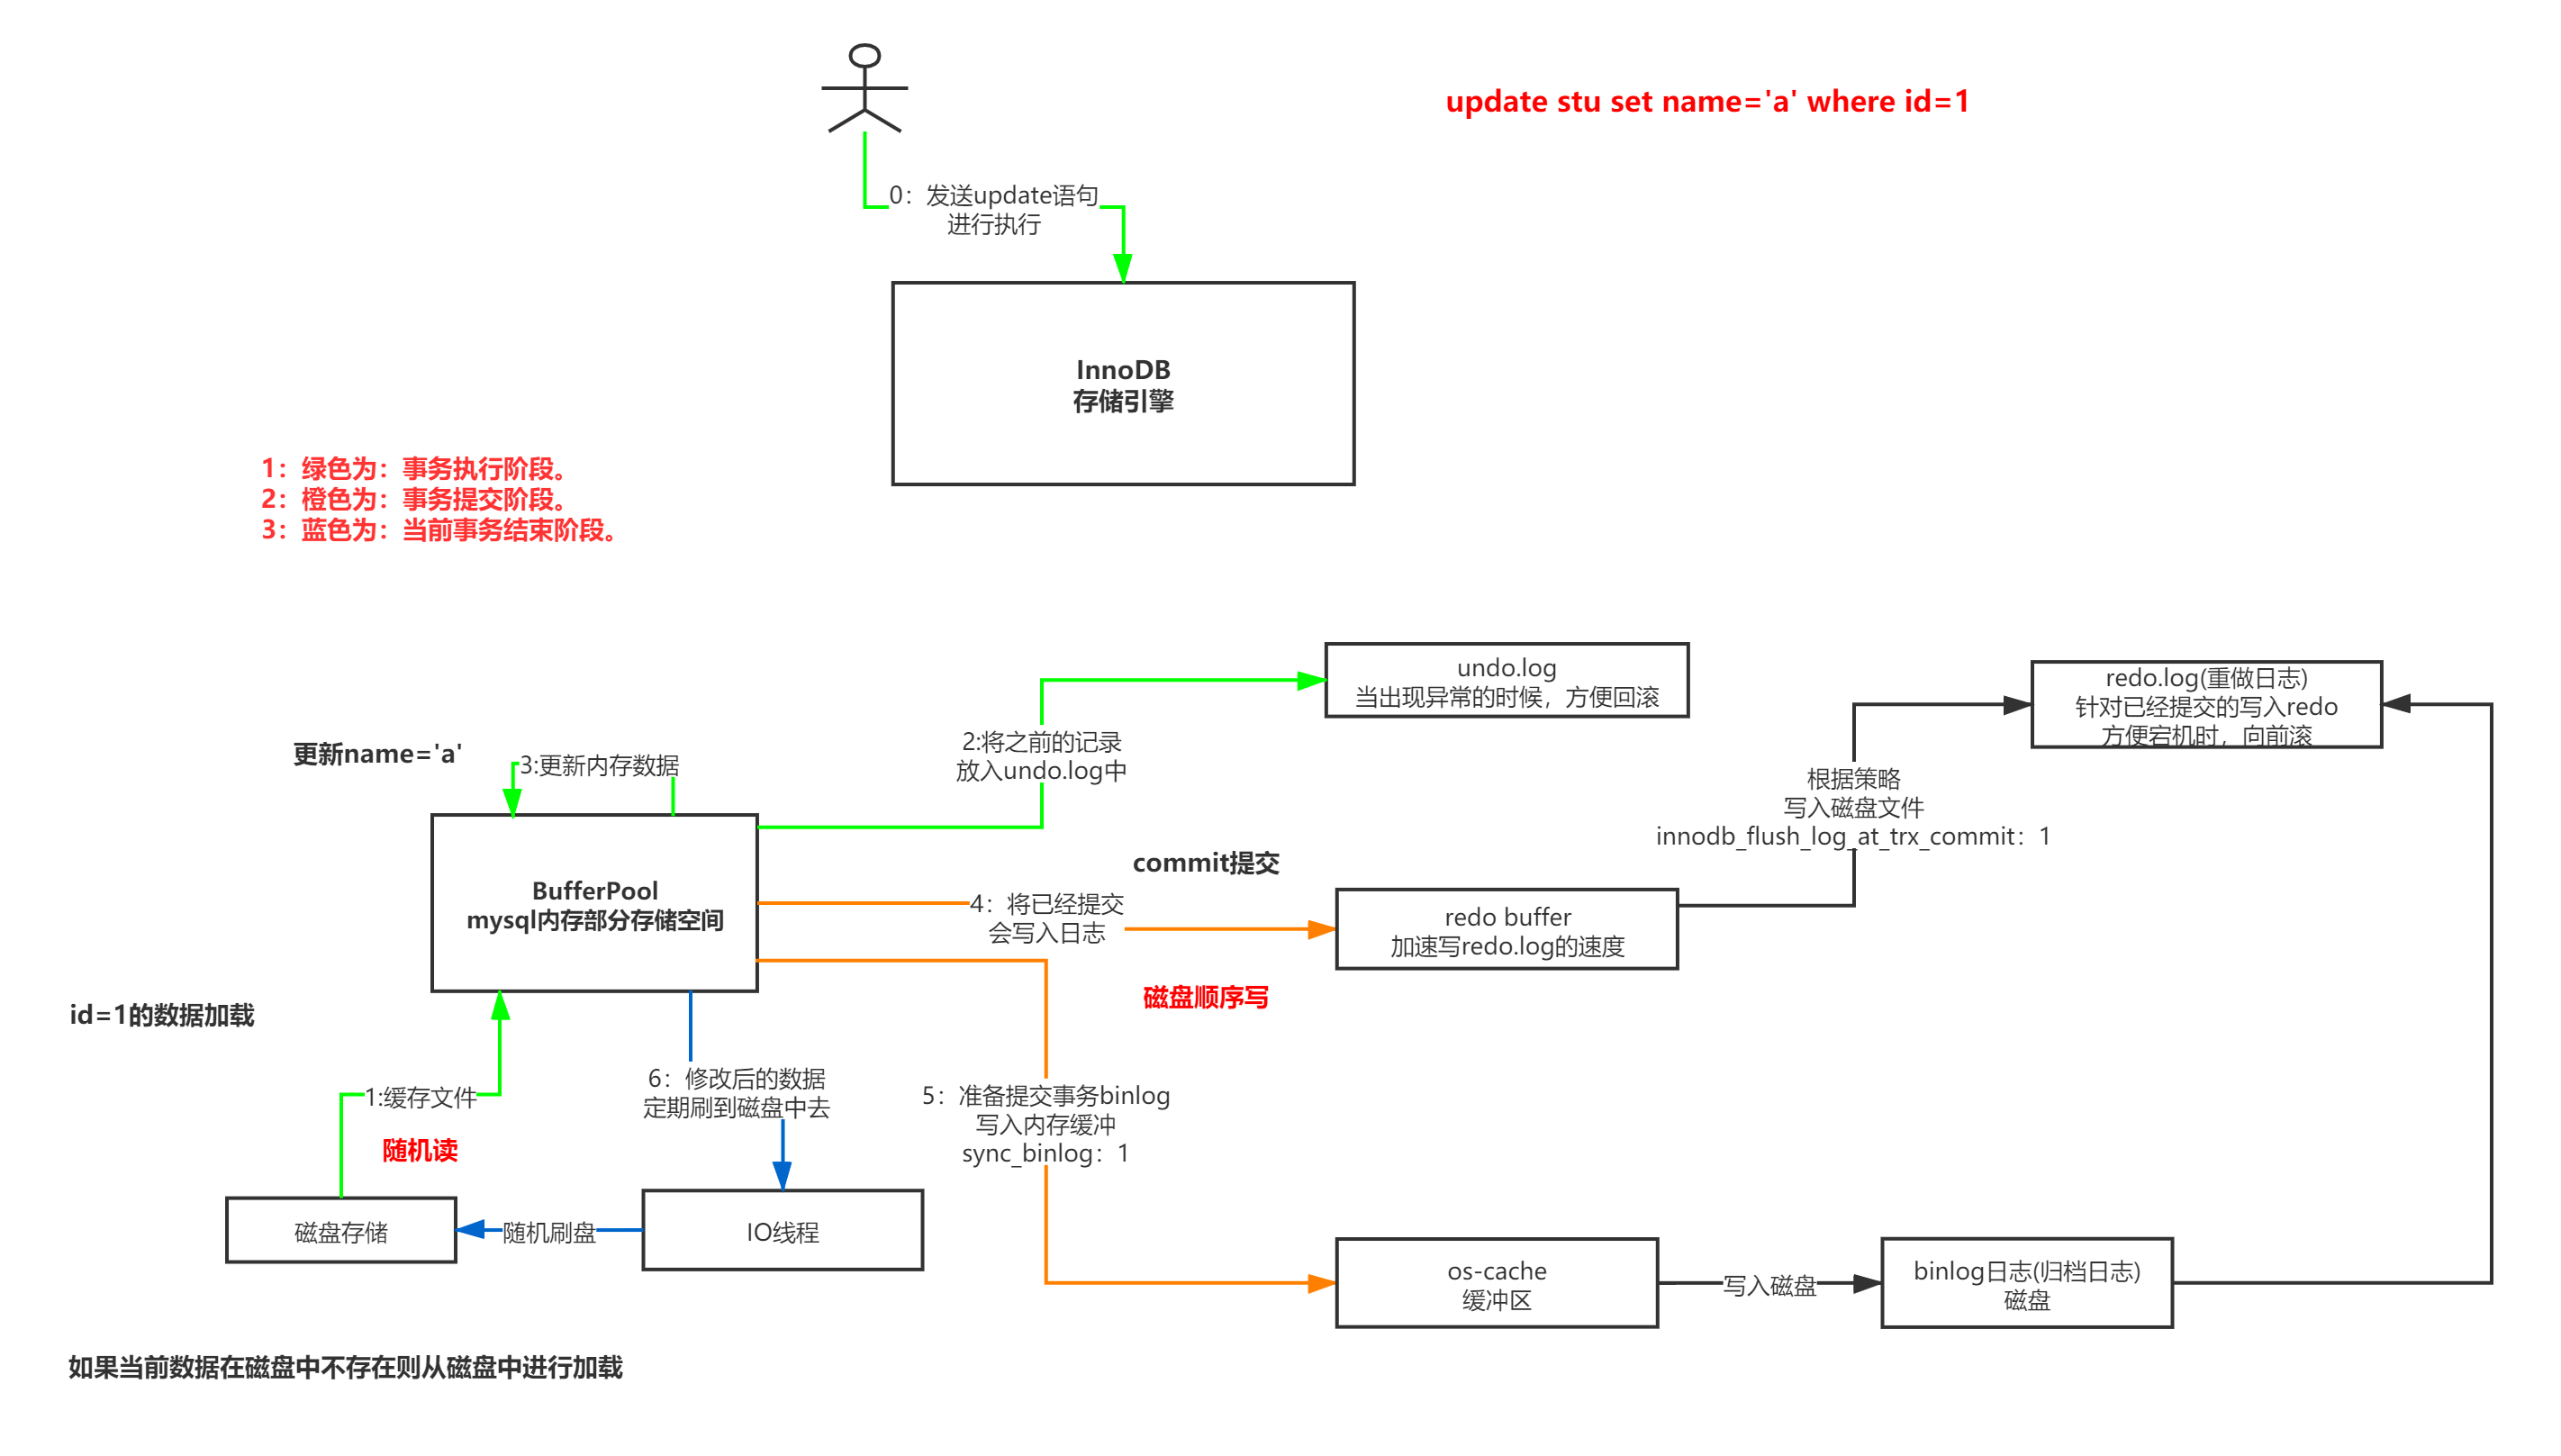 update stu set name='a' where id=1
0：发送update语句
进行执行
InnoDB
存储引擎
1：绿色为：事务执行阶段。
2：橙色为：事务提交阶段。
3：蓝色为：当前事务结束阶段。
undo.log
当出现异常的时候，方便回滚
redo.log(重做日志)
针对已经提交的写入redo
方便宕机时，向前滚
2:将之前的记录
放入undo.log中
更新name='a'
3:更新内存数据
根据策略
写入磁盘文件
innodb_flush_log_at_trx_commit：1
commit提交
BufferPool
mysql内存部分存储空间
4：将已经提交
会写入日志
redo buffer
加速写redo.log的速度
磁盘顺序写
id=1的数据加载
1:缓存文件
6：修改后的数据
定期刷到磁盘中去
5：准备提交事务binlog
写入内存缓冲
sync_binlog：1
随机读
磁盘存储
随机刷盘
IO线程
os-cache
缓冲区
写入磁盘
binlog日志(归档日志)
磁盘
如果当前数据在磁盘中不存在则从磁盘中进行加载